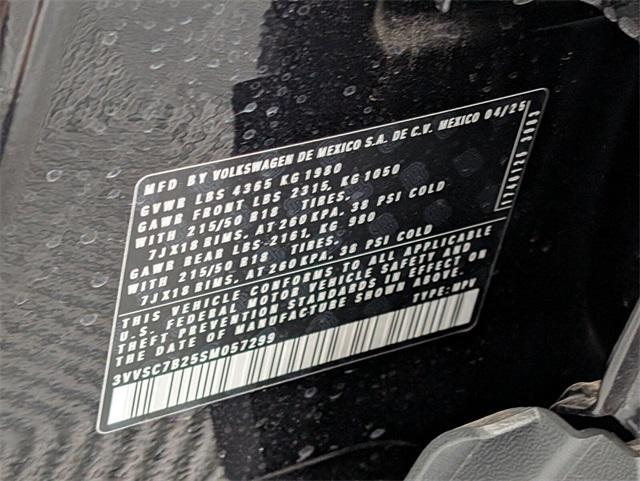 MFD BY VOLKSWAGEN DE MEXICO S.A. DE C.V. MEXICO 04/25
GVWR LBS 4365 KG 1980
GAWR FRONT LBS 2315, KG 1050
WITH 215/50 R18 TIRES,
7JX18 RIMS, AT 260 KPA, 38 PSI COLD
GAWR REAR LBS 2161, KG 980
WITH 215/50 R18 TIRES,
7JX18 RIMS, AT 260 KPA, 38 PSI COLD
THIS VEHICLE CONFORMS TO ALL APPLICABLE
U.S. FEDERAL MOTOR VEHICLE SAFETY AND
THEFT PREVENTION STANDARDS IN EFFECT ON
THE DATE OF MANUFACTURE SHOWN ABOVE.
3VVSC7B25SM057299 TYPE: MPV